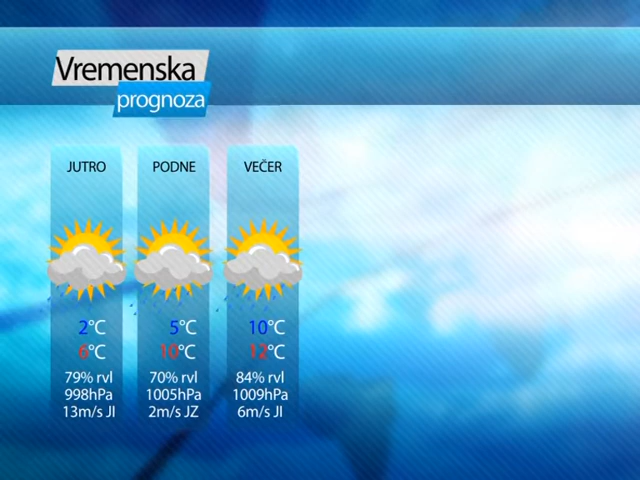 Vremenska
prognoza
JUTRO
PODNE
VEČER
2°C
5°C
10°C
6°C
10°C
12°C
79% rvl
70% rvl
84% rvl
998hPa
1005hPa
1009hPa
13m/s JI
2m/s JZ
6m/s JI